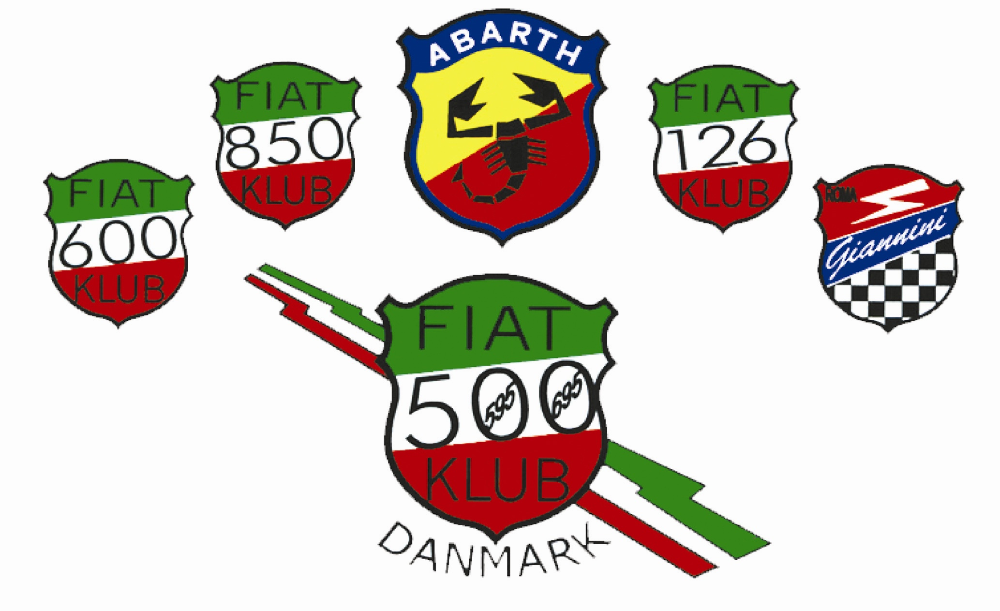 FIAT
600
KLUB
FIAT
850
KLUB
ABARTH
FIAT
126
KLUB
ROMA
Giannini
FIAT
500
595
695
KLUB
DANMARK